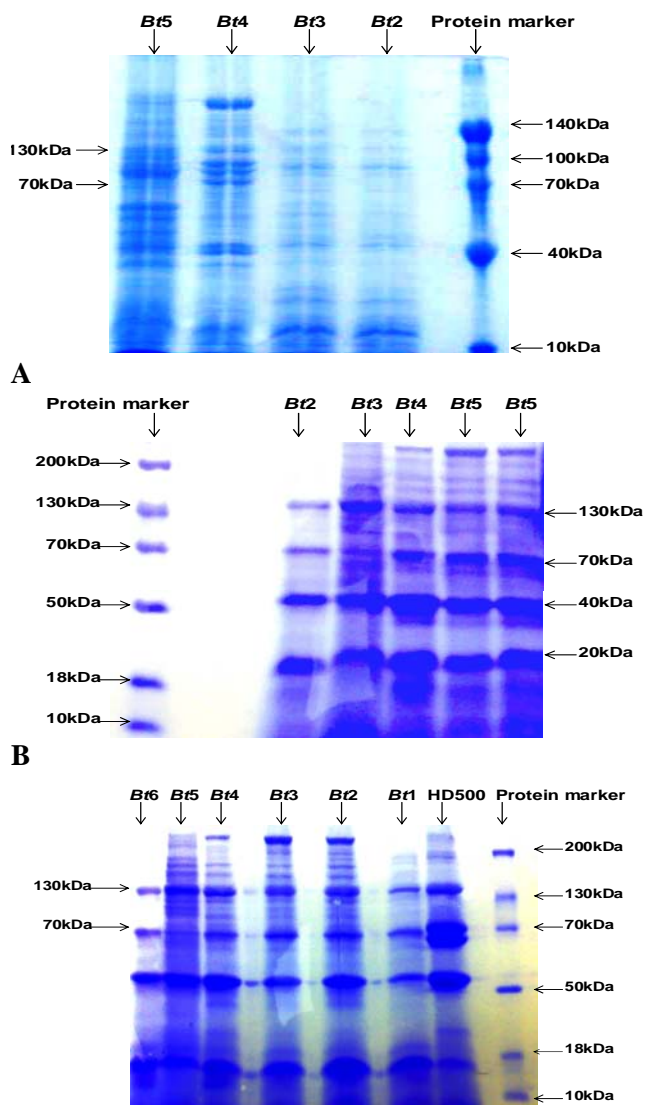 Bt5 Bt4 Bt3 Bt2 Protein marker
140kDa
130kDa
100kDa
70kDa 70kDa
40kDa
10kDa
A
Protein marker Bt2 Bt3 Bt4 Bt5 Bt5
200kDa
130kDa 130kDa
70kDa 70kDa
50kDa 40kDa
20kDa
18kDa
10kDa
B
Bt6 Bt5 Bt4 Bt3 Bt2 Bt1 HD500 Protein marker
200kDa
130kDa 130kDa
70kDa 70kDa
50kDa
18kDa
10kDa